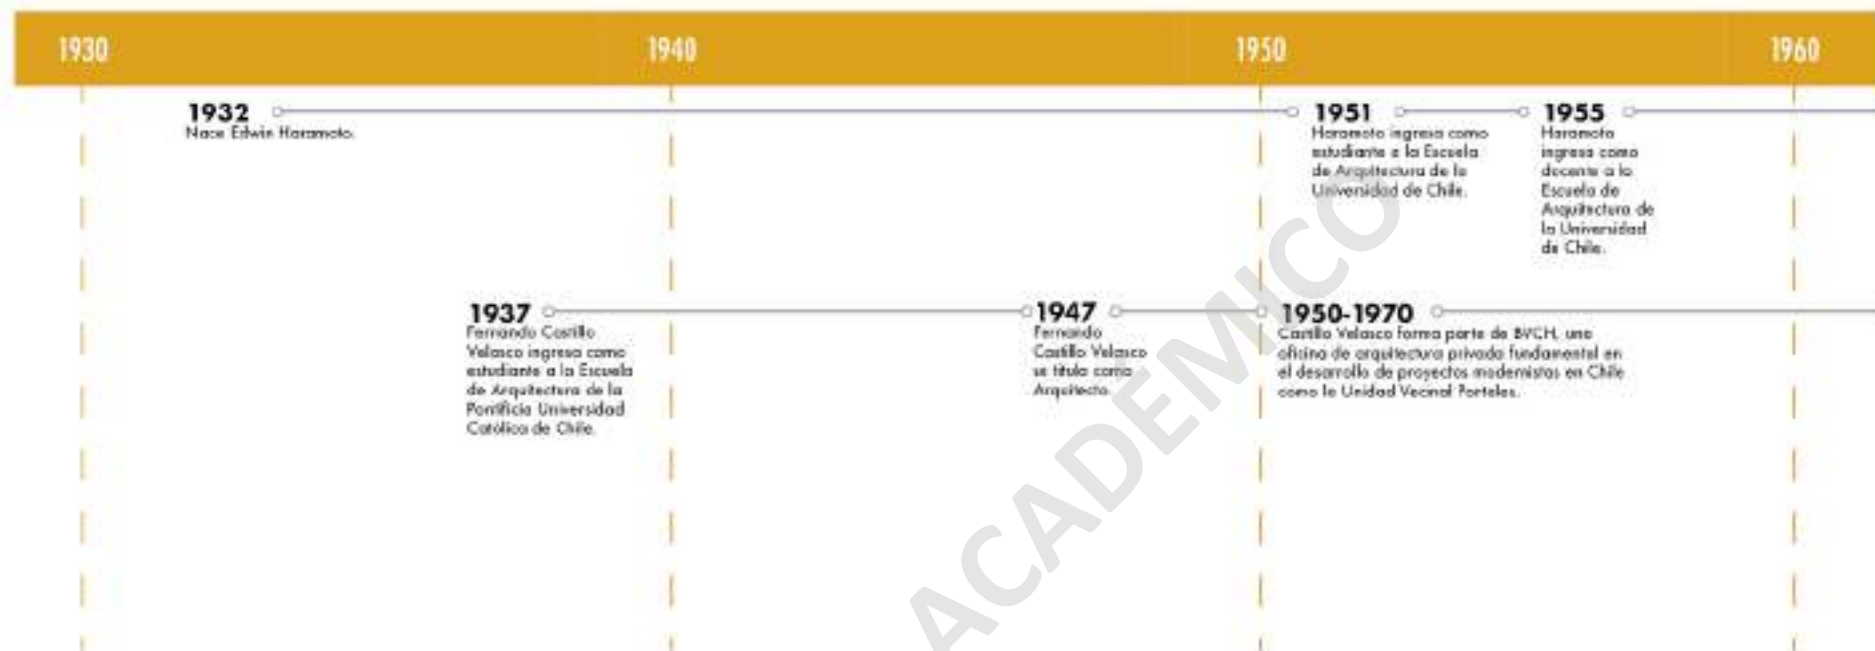 1930
1940
1950
1960
1932
Nace Edwin Haramoto.
1951
Haramoto ingresa como
estudiante a la Escuela
de Arquitectura de la
Universidad de Chile.
1955
Haramoto
ingresa como
docente a la
Escuela de
Arquitectura de
la Universidad
de Chile.
1937
Fernando Castillo
Velasco ingresa como
estudiante a la Escuela
de Arquitectura de la
Pontificia Universidad
Católica de Chile.
1947
Fernando
Castillo Velasco
se titula como
Arquitecto.
1950-1970
Castillo Velasco forma parte de BVCH, una
oficina de arquitectura privada fundamental en
el desarrollo de proyectos modernistas en Chile
como la Unidad Vecinal Portales.
ACADEMICO